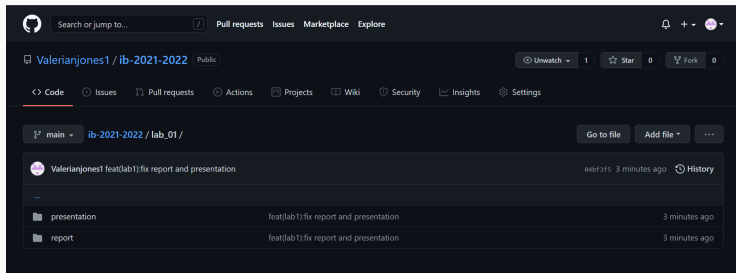 Search or jump to... / Pull requests Issues Marketplace Explore
Valerianjones1 / ib-2021-2022 Public
Unwatch 1 Star 0 Fork 0
Code Issues Pull requests Actions Projects Wiki Security Insights Settings
main ib-2021-2022 / lab_01 / Go to file Add file ...
Valerianjones1 feat(lab1):fix report and presentation 04bf3f5 3 minutes ago History
..
presentation feat(lab1):fix report and presentation 3 minutes ago
report feat(lab1):fix report and presentation 3 minutes ago